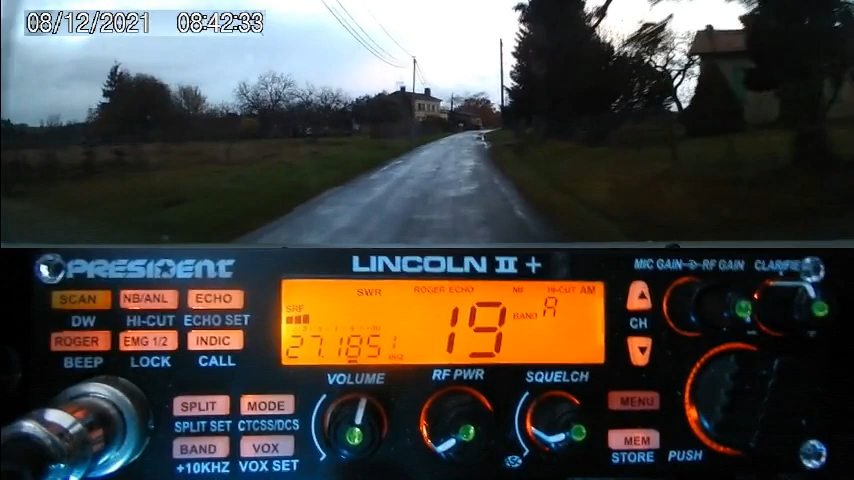 08/12/2021 08:42:33
PRESIDENT
LINCOLN II +
MIC GAIN RF GAIN CLARIFIER
SCAN NB/ANL ECHO
DW HI-CUT ECHO SET
ROGER EMG 1/2 INDIC
BEEP LOCK CALL
SPLIT MODE
SPLIT SET CTCSS/DCS
BAND VOX
+10KHZ VOX SET
SWR ROGER ECHO NB HI-CUT AM
SRF
19 BAND A
27.185
VOLUME RF PWR SQUELCH
CH
MENU
MEM
STORE PUSH